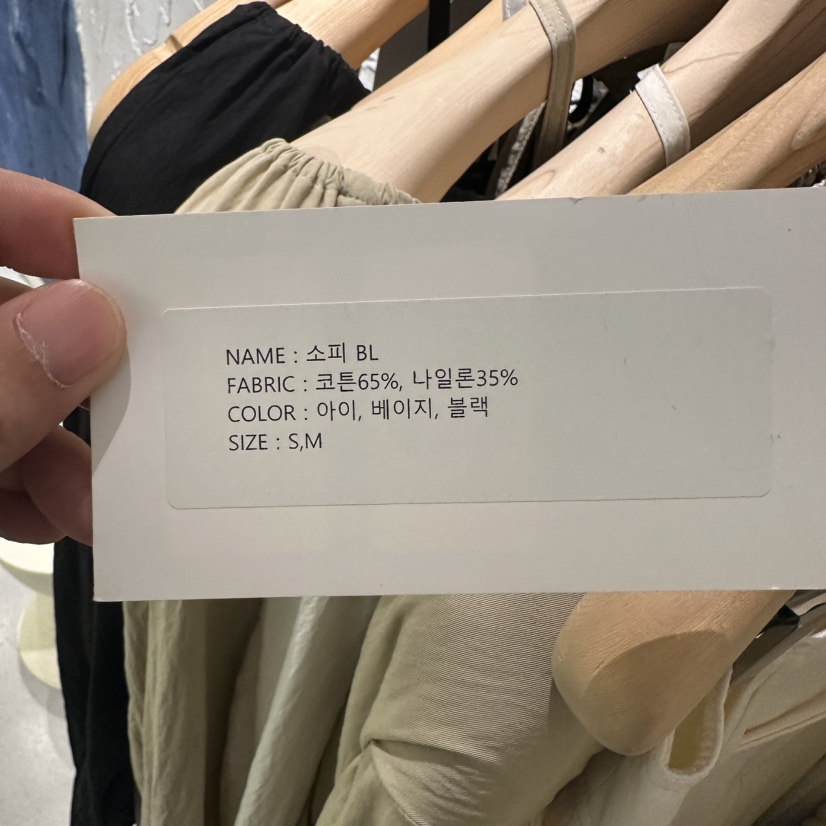 NAME : 소피 BL
FABRIC : 코튼65%, 나일론35%
COLOR : 아이, 베이지, 블랙
SIZE : S,M